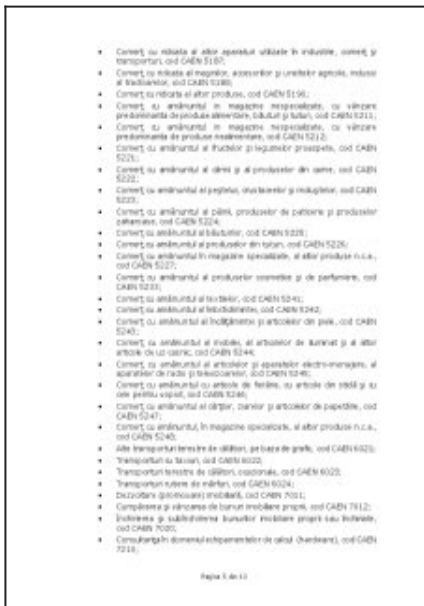 • Comerț cu ridicata al altor aparaturi utilizate în industrie, comerț și
transporturi, cod CAEN 5187;
• Comerț cu ridicata al mașinilor, accesoriilor și uneltelor agricole, inclusiv
al tractoarelor, cod CAEN 5188;
• Comerț cu ridicata al altor produse, cod CAEN 5190;
• Comerț cu amănuntul in magazine nespecializate, cu vânzare
predominanta de produse alimentare, băuturi și tutun, cod CAEN 5211;
• Comerț cu amănuntul in magazine nespecializate, cu vânzare
predominanta de produse nealimentare, cod CAEN 5212;
• Comerț cu amănuntul al fructelor și legumelor proaspete, cod CAEN
5221;
• Comerț cu amănuntul al cărnii și al produselor din carne, cod CAEN
5222;
• Comerț cu amănuntul al peștelui, crustaceelor și moluștelor, cod CAEN
5223;
• Comerț cu amănuntul al pâinii, produselor de patiserie și produselor
zaharoase, cod CAEN 5224;
• Comerț cu amănuntul al băuturilor, cod CAEN 5225;
• Comerț cu amănuntul al produselor din tutun, cod CAEN 5226;
• Comerț cu amănuntul în magazine specializate, al altor produse n.c.a.,
cod CAEN 5227;
• Comerț cu amănuntul al produselor cosmetice și de parfumerie, cod
CAEN 5233;
• Comerț cu amănuntul al textilelor, cod CAEN 5241;
• Comerț cu amănuntul al îmbrăcămintei, cod CAEN 5242;
• Comerț cu amănuntul al încălțămintei și articolelor din piele, cod CAEN
5243;
• Comerț cu amănuntul al mobilei, al articolelor de iluminat și al altor
articole de uz casnic, cod CAEN 5244;
• Comerț cu amănuntul al articolelor și aparatelor electro-menajere, al
aparatelor de radio și televizoarelor, cod CAEN 5245;
• Comerț cu amănuntul cu articole de fierărie, cu articole din sticlă și cu
cele pentru vopsit, cod CAEN 5246;
• Comerț cu amănuntul al cărților, ziarelor și articolelor de papetărie, cod
CAEN 5247;
• Comerț cu amănuntul, în magazine specializate, al altor produse n.c.a.,
cod CAEN 5248;
• Alte transporturi terestre de călători, pe baza de grafic, cod CAEN 6021;
• Transporturi cu taxiuri, cod CAEN 6022;
• Transporturi terestre de călători, ocazionale, cod CAEN 6023;
• Transporturi rutiere de mărfuri, cod CAEN 6024;
• Dezvoltare (promovare) imobiliară, cod CAEN 7011;
• Cumpărarea și vânzarea de bunuri imobiliare proprii, cod CAEN 7012;
• Închirierea și subînchirierea bunurilor imobiliare proprii sau închiriate,
cod CAEN 7020;
• Consultanța în domeniul echipamentelor de calcul (hardware), cod CAEN
7210;
Pagina 5 din 13